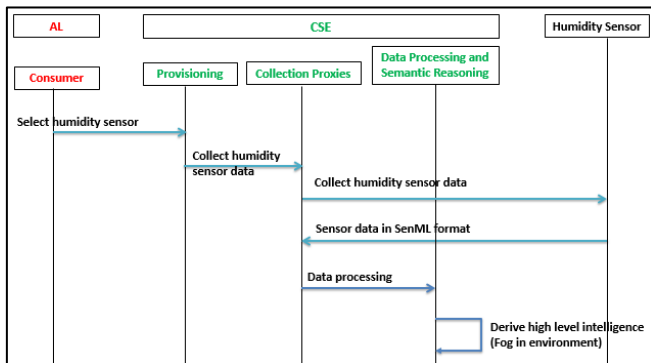 AL
CSE
Humidity Sensor
Consumer
Provisioning
Collection Proxies
Data Processing and
Semantic Reasoning
Select humidity sensor
Collect humidity
sensor data
Collect humidity sensor data
Sensor data in SenML format
Data processing
Derive high level intelligence
(Fog in environment)